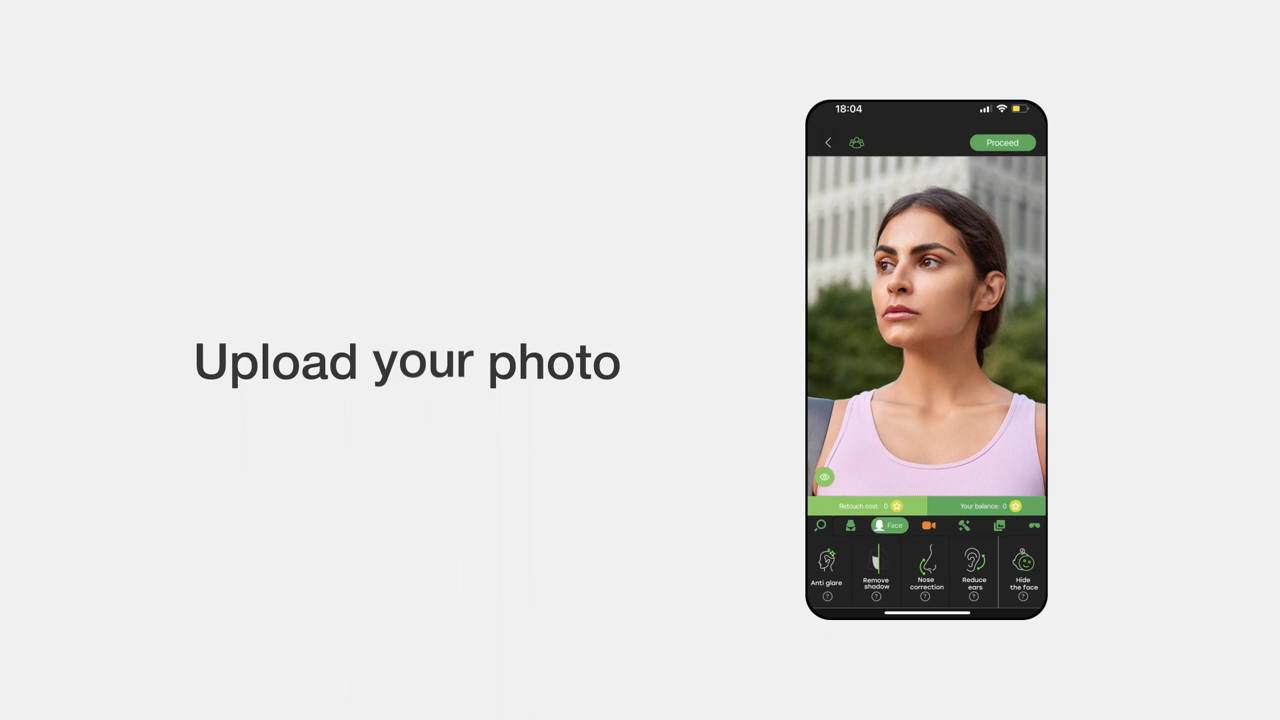 Upload your photo
18:04
Proceed
Retouch cost: 0
Your balance: 0
Face
Anti glare
?
Remove
shadow
?
Nose
correction
?
Reduce
ears
?
Hide
the face
?